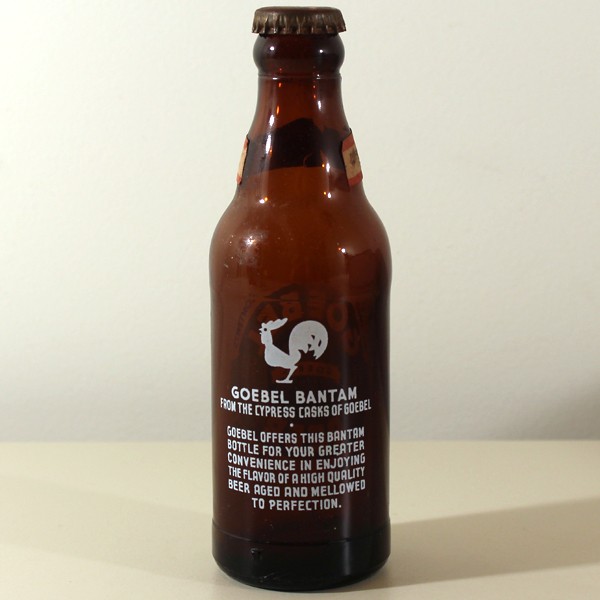 GOEBEL BANTAM
FROM THE CYPRESS CASKS OF GOEBEL
GOEBEL OFFERS THIS BANTAM
BOTTLE FOR YOUR GREATER
CONVENIENCE IN ENJOYING
THE FLAVOR OF A HIGH QUALITY
BEER AGED AND MELLOWED
TO PERFECTION.